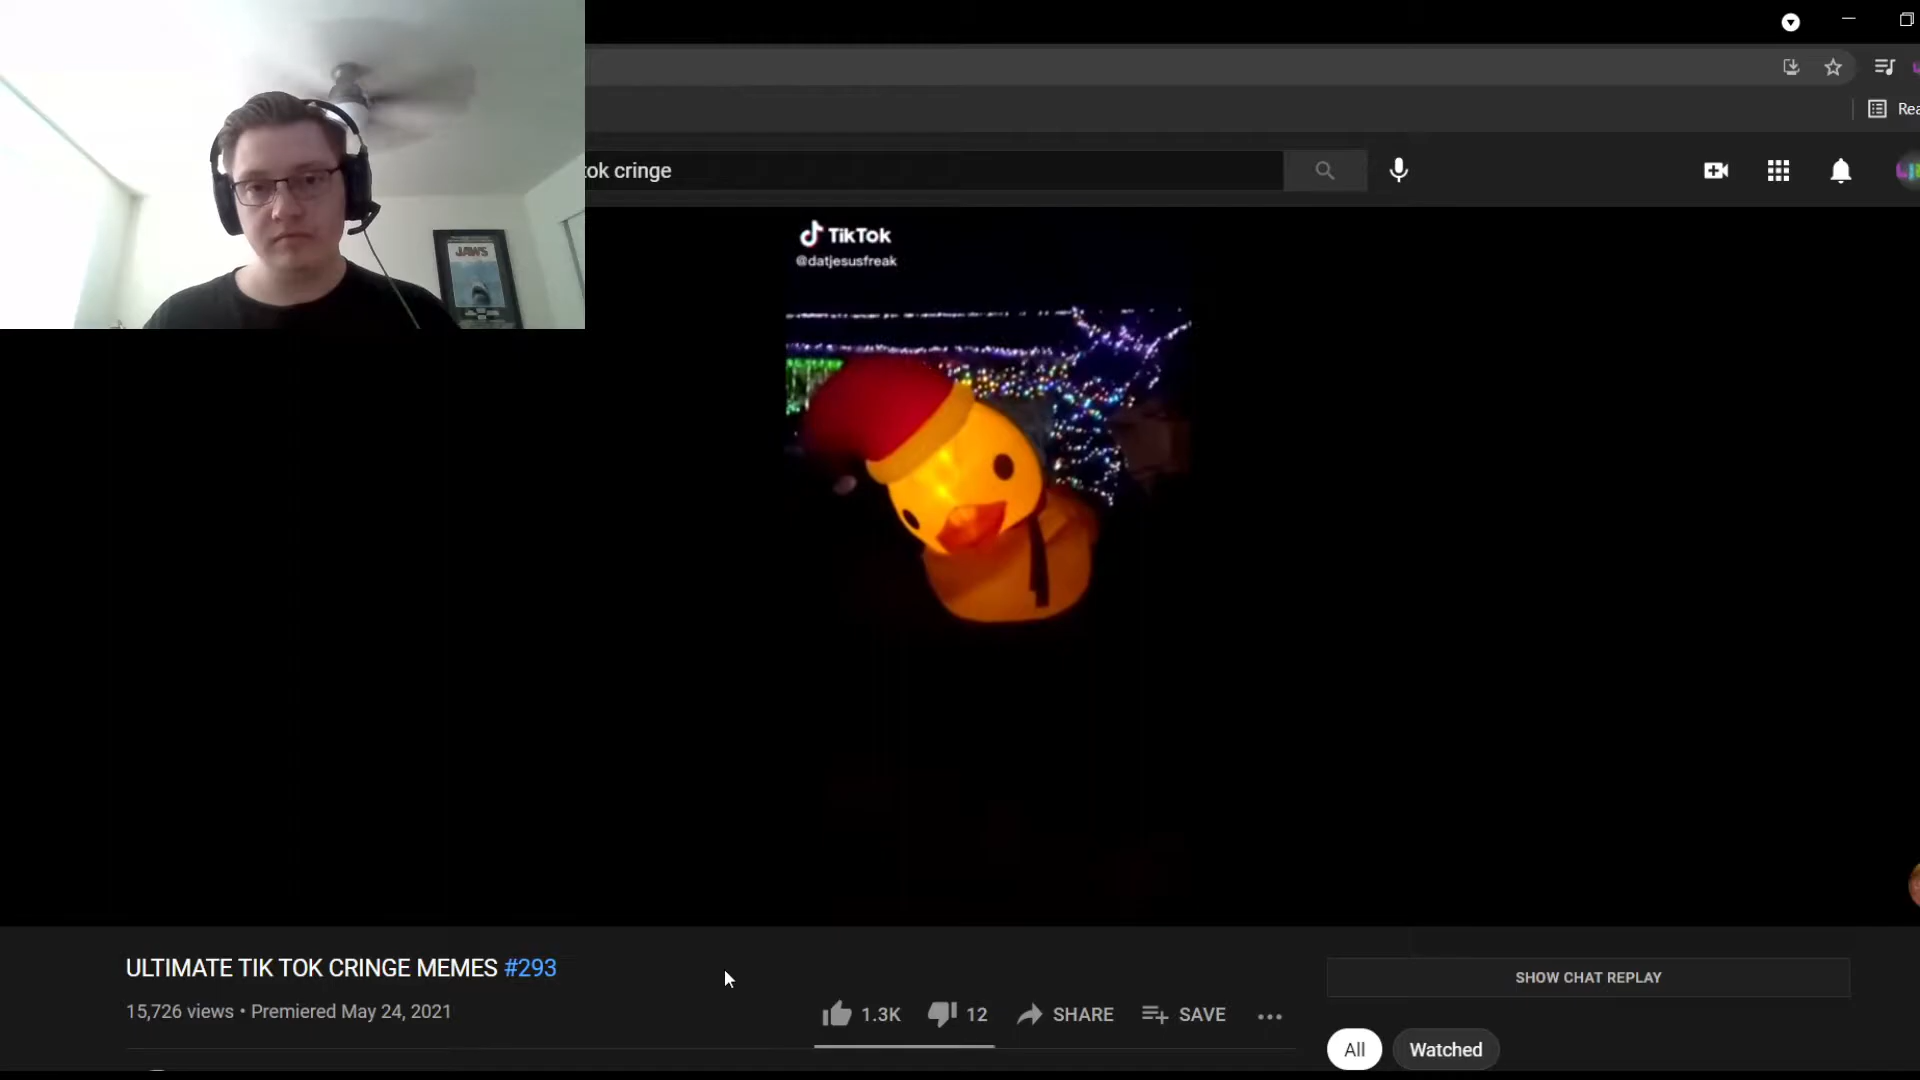 JAWS
Rea
ok cringe
TikTok
@datjesusfreak
ULTIMATE TIK TOK CRINGE MEMES #293
15,726 views • Premiered May 24, 2021
1.3K
12
SHARE
SAVE
SHOW CHAT REPLAY
All
Watched